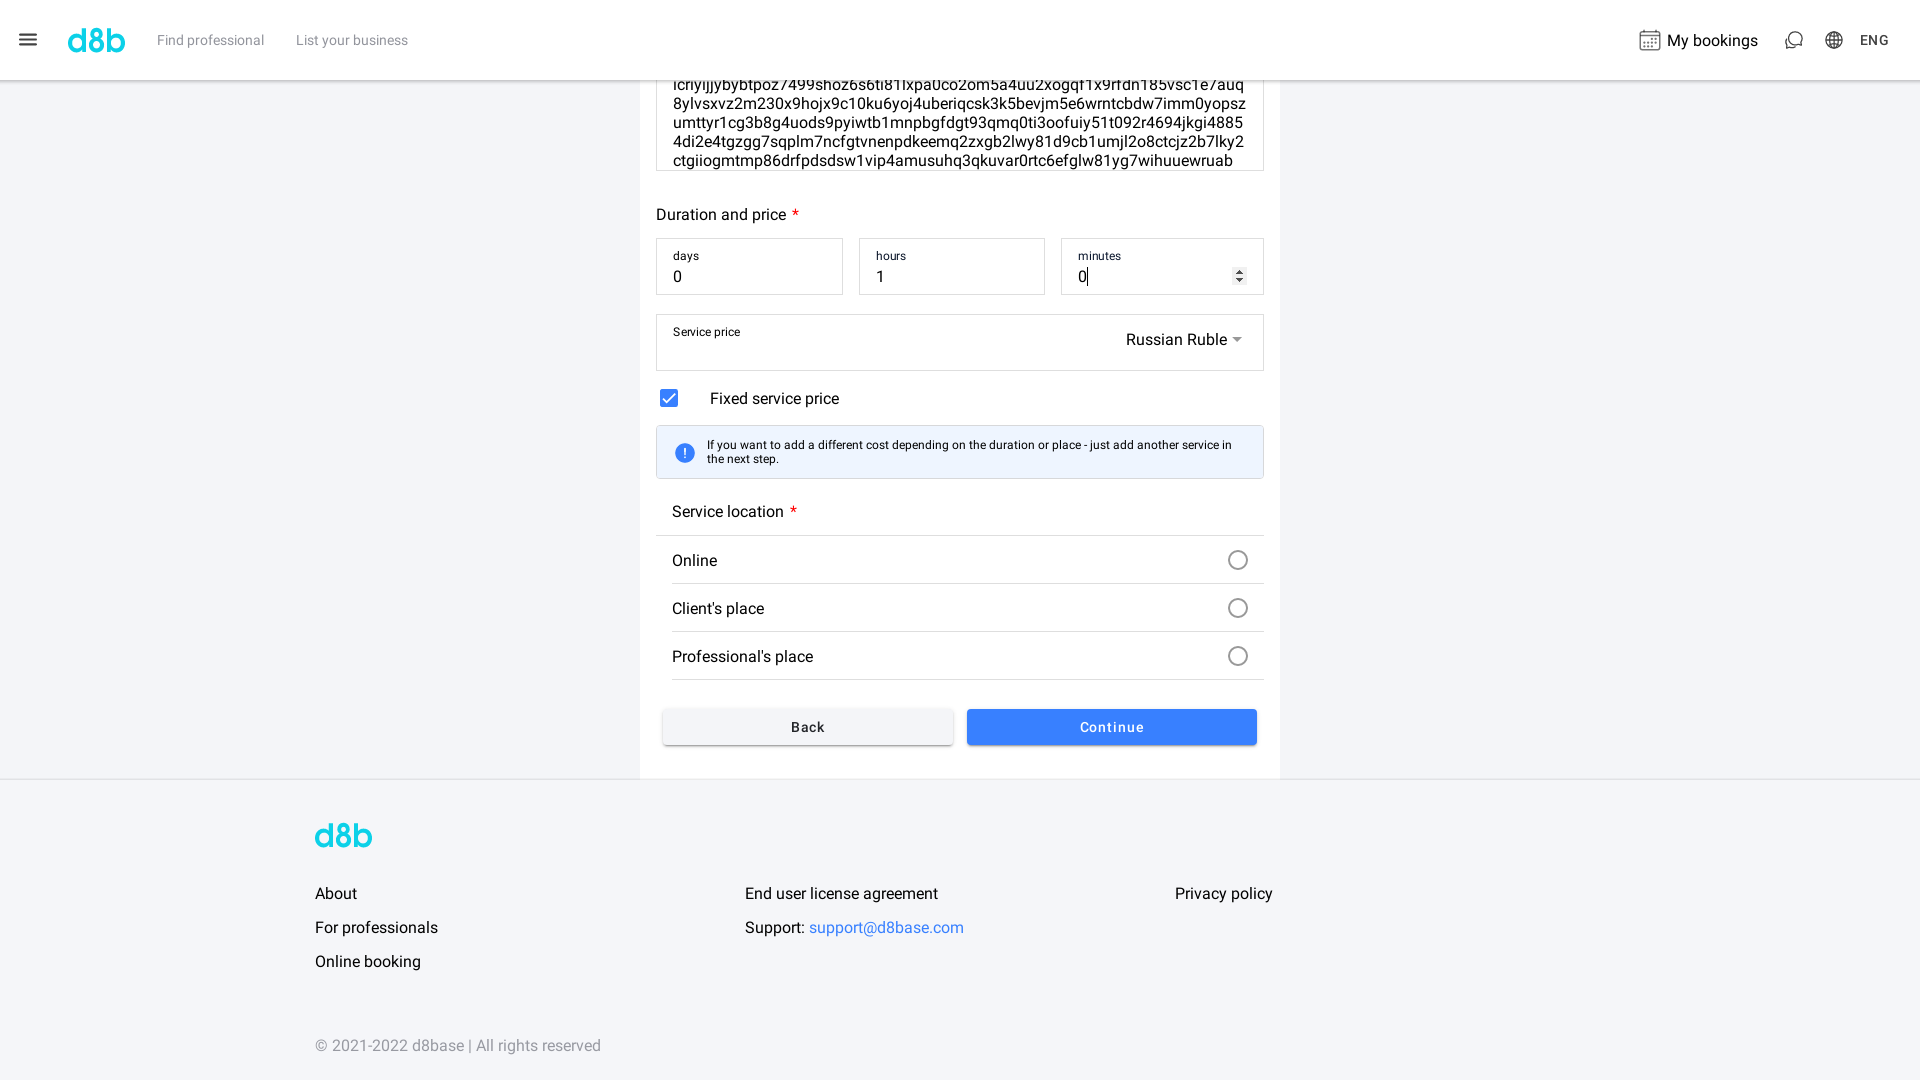 d8b
Find professional
List your business
My bookings
ENG
8ylvsxvz2m230x9hojx9c10ku6yoj4uberiqcsk3k5bevjm5e6wrntcbdw7imm0yopsz
umttyr1cg3b8g4uods9pyiwtb1mnpbgfdgt93qmq0ti3oofuiy51t092r4694jkgi4885
4di2e4tgzgg7sqplm7ncfgtvnenpdkeemq2zxgb2lwy81d9cb1umjl2o8ctcjz2b7lky2
ctgiiogmtmp86drfpdsdsw1vip4amusuhq3qkuvar0rtc6efglw81yg7wihuuewruab
Duration and price *
days
0
hours
1
minutes
0
Service price
Russian Ruble
Fixed service price
If you want to add a different cost depending on the duration or place - just add another service in
the next step.
Service location *
Online
Client's place
Professional's place
Back
Continue
d8b
About
For professionals
Online booking
End user license agreement
Support: support@d8base.com
Privacy policy
© 2021-2022 d8base | All rights reserved